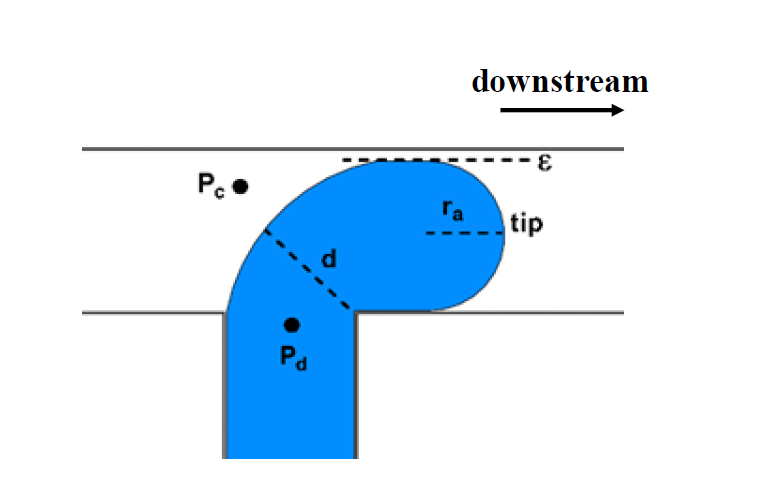 downstream
ε
Pc
ra
tip
d
Pd